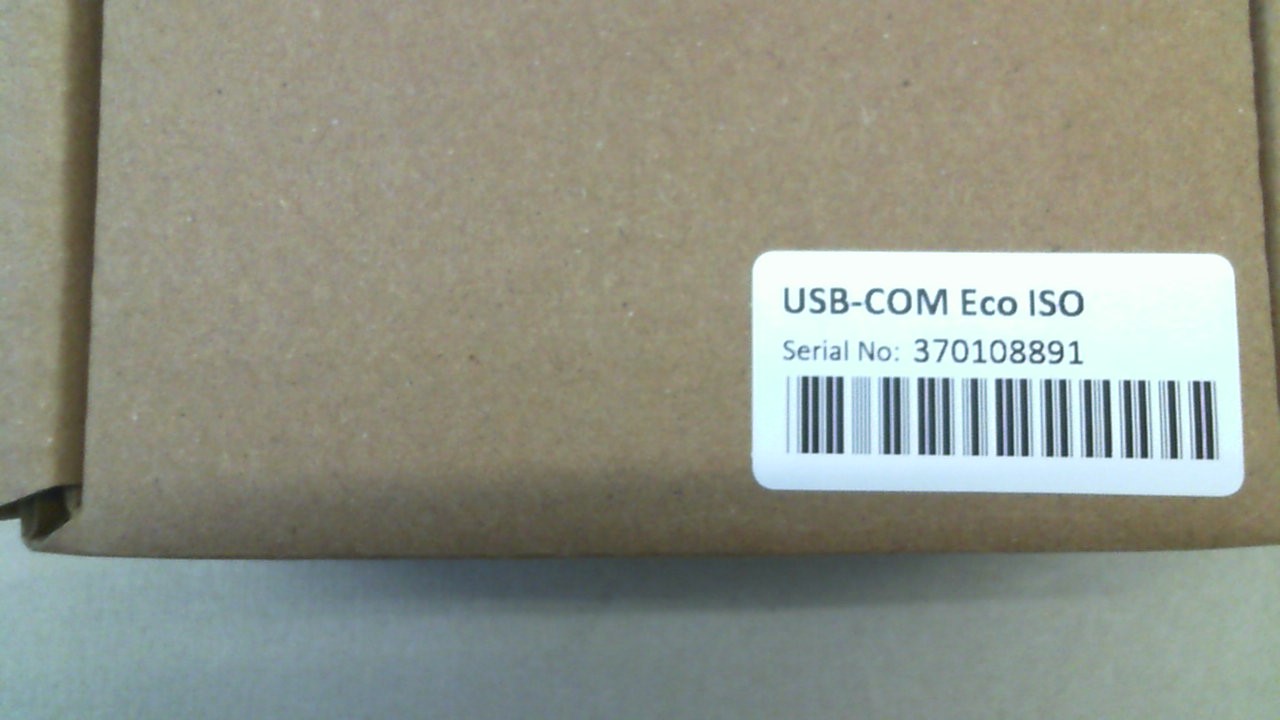 USB-COM Eco ISO
Serial No: 370108891